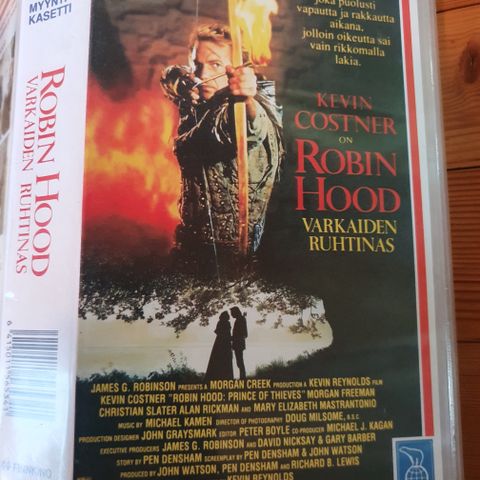 MYYNTI
KASETTI
ROBIN HOOD
VARKAIDEN RUHTINAS
joka puolusti
vapautta ja rakkautta
aikana,
jolloin oikeutta sai
vain rikkomalla
lakia.
KEVIN
COSTNER
ON
ROBIN
HOOD
VARKAIDEN
RUHTINAS
JAMES G. ROBINSON PRESENTS A MORGAN CREEK PRODUCTION A KEVIN REYNOLDS FILM
KEVIN COSTNER "ROBIN HOOD: PRINCE OF THIEVES" MORGAN FREEMAN
CHRISTIAN SLATER ALAN RICKMAN AND MARY ELIZABETH MASTRANTONIO
MUSIC BY MICHAEL KAMEN DIRECTOR OF PHOTOGRAPHY DOUG MILSOME, B.S.C.
PRODUCTION DESIGNER JOHN GRAYSMARK EDITOR PETER BOYLE CO-PRODUCER MICHAEL J. KAGAN
EXECUTIVE PRODUCERS JAMES G. ROBINSON AND DAVID NICKSAY & GARY BARBER
STORY BY PEN DENSHAM SCREENPLAY BY PEN DENSHAM & JOHN WATSON
PRODUCED BY JOHN WATSON, PEN DENSHAM AND RICHARD B. LEWIS
KEVIN REYNOLDS